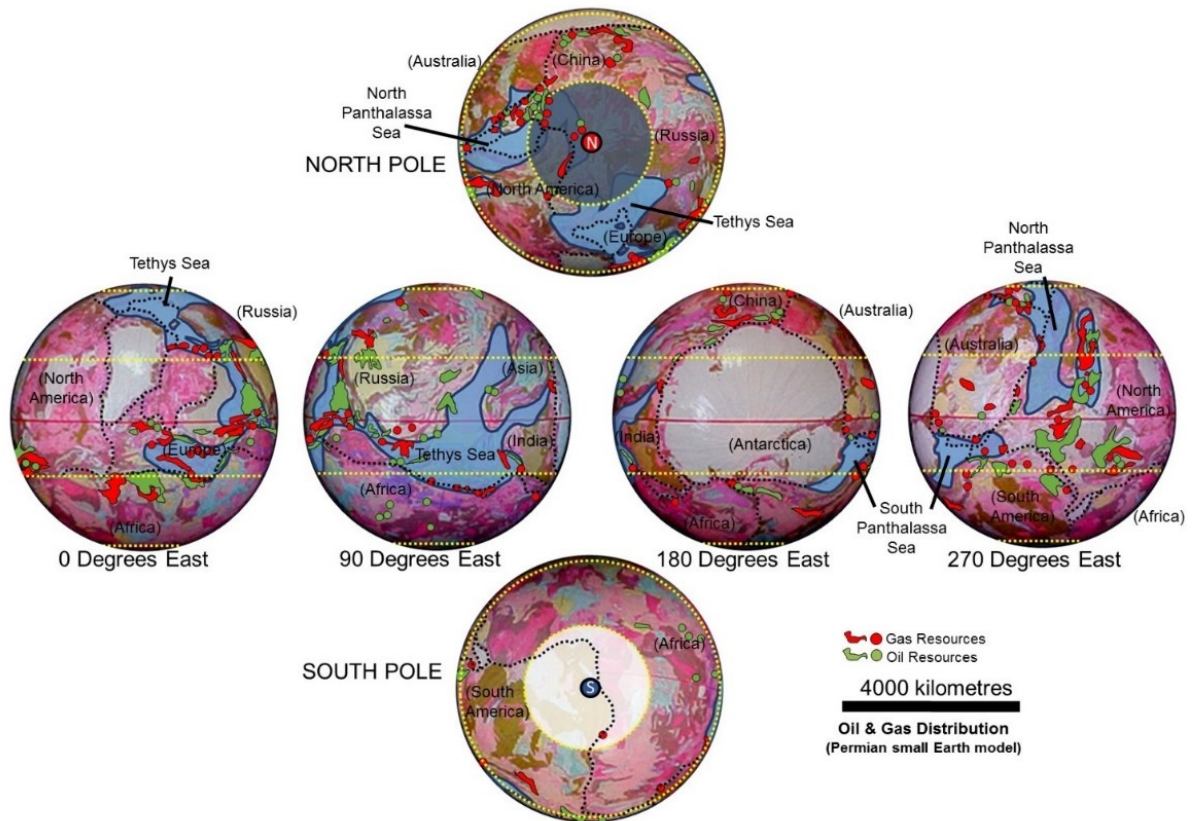 (Australia)
(China)
North
Panthalassa
Sea
(Russia)
N
NORTH POLE
(North America)
Tethys Sea
(Europe)
North
Panthalassa
Sea
Tethys Sea
(Russia)
(North
America)
(Europe)
(Africa)
0 Degrees East
(Russia)
(Asia)
(India)
Tethys Sea
(Africa)
90 Degrees East
(China)
(Australia)
(India)
(Antarctica)
(Africa)
180 Degrees East
South
Panthalassa
Sea
(Australia)
(North
America)
(South
America)
(Africa)
270 Degrees East
SOUTH POLE
(Africa)
S
(South
America)
Gas Resources
Oil Resources
4000 kilometres
Oil & Gas Distribution
(Permian small Earth model)